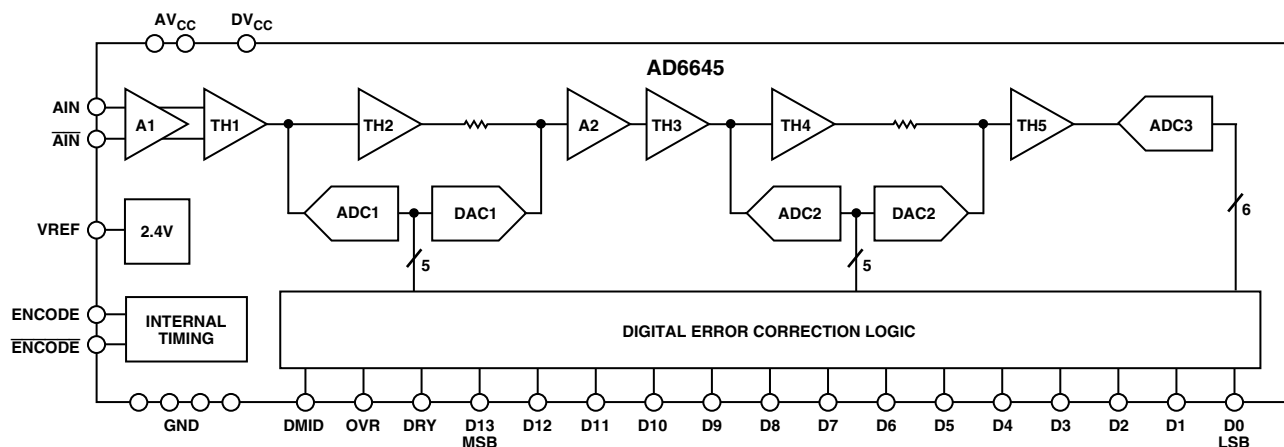 AVCC DVCC
AD6645
AIN
AIN
A1 TH1 TH2 A2 TH3 TH4 TH5 ADC3
ADC1 DAC1 ADC2 DAC2
VREF 2.4V
5 5 6
ENCODE
ENCODE
INTERNAL
TIMING
DIGITAL ERROR CORRECTION LOGIC
GND DMID OVR DRY D13 D12 D11 D10 D9 D8 D7 D6 D5 D4 D3 D2 D1 D0
MSB LSB